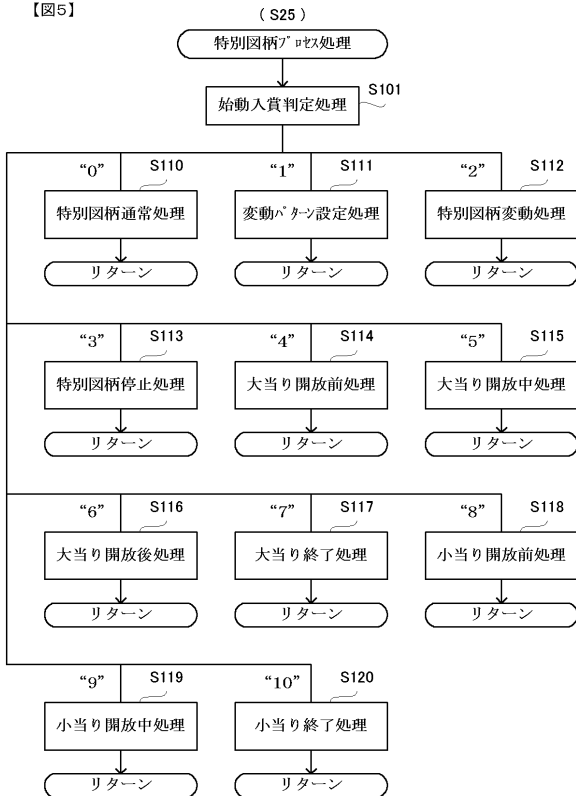 【図5】
(S25)
特別図柄ﾌﾟﾛｾｽ処理
S101
始動入賞判定処理
“0” S110 “1” S111 “2” S112
特別図柄通常処理 変動ﾊﾟﾀｰﾝ設定処理 特別図柄変動処理
リターン リターン リターン
“3” S113 “4” S114 “5” S115
特別図柄停止処理 大当り開放前処理 大当り開放中処理
リターン リターン リターン
“6” S116 “7” S117 “8” S118
大当り開放後処理 大当り終了処理 小当り開放前処理
リターン リターン リターン
“9” S119 “10” S120
小当り開放中処理 小当り終了処理
リターン リターン